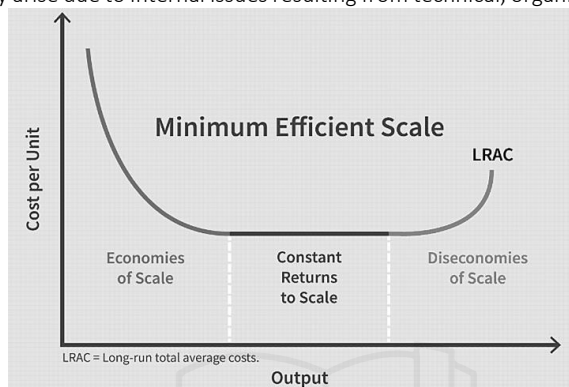 arise due to internal issues resulting from technical,
Minimum Efficient Scale
LRAC
Cost per Unit
Economies
of Scale
Constant
Returns
to Scale
Diseconomies
of Scale
LRAC = Long-run total average costs.
Output